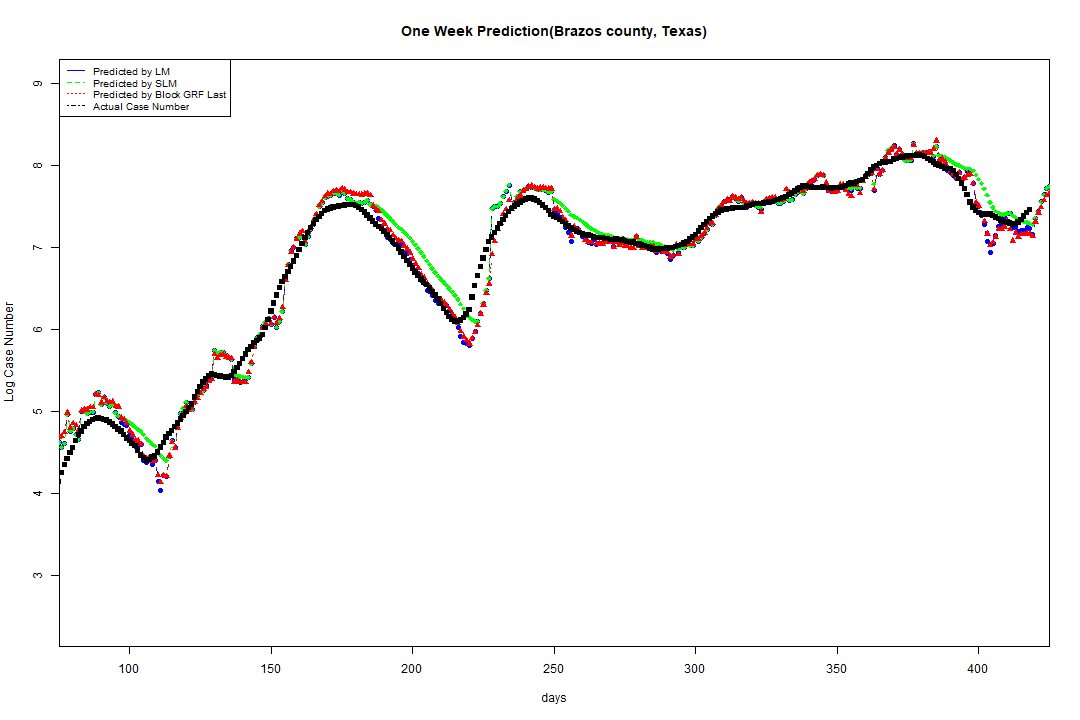 One Week Prediction(Brazos county, Texas)
Predicted by LM
Predicted by SLM
Predicted by Block GRF Last
Actual Case Number
9
8
7
6
5
4
3
Log Case Number
100 150 200 250 300 350 400
days